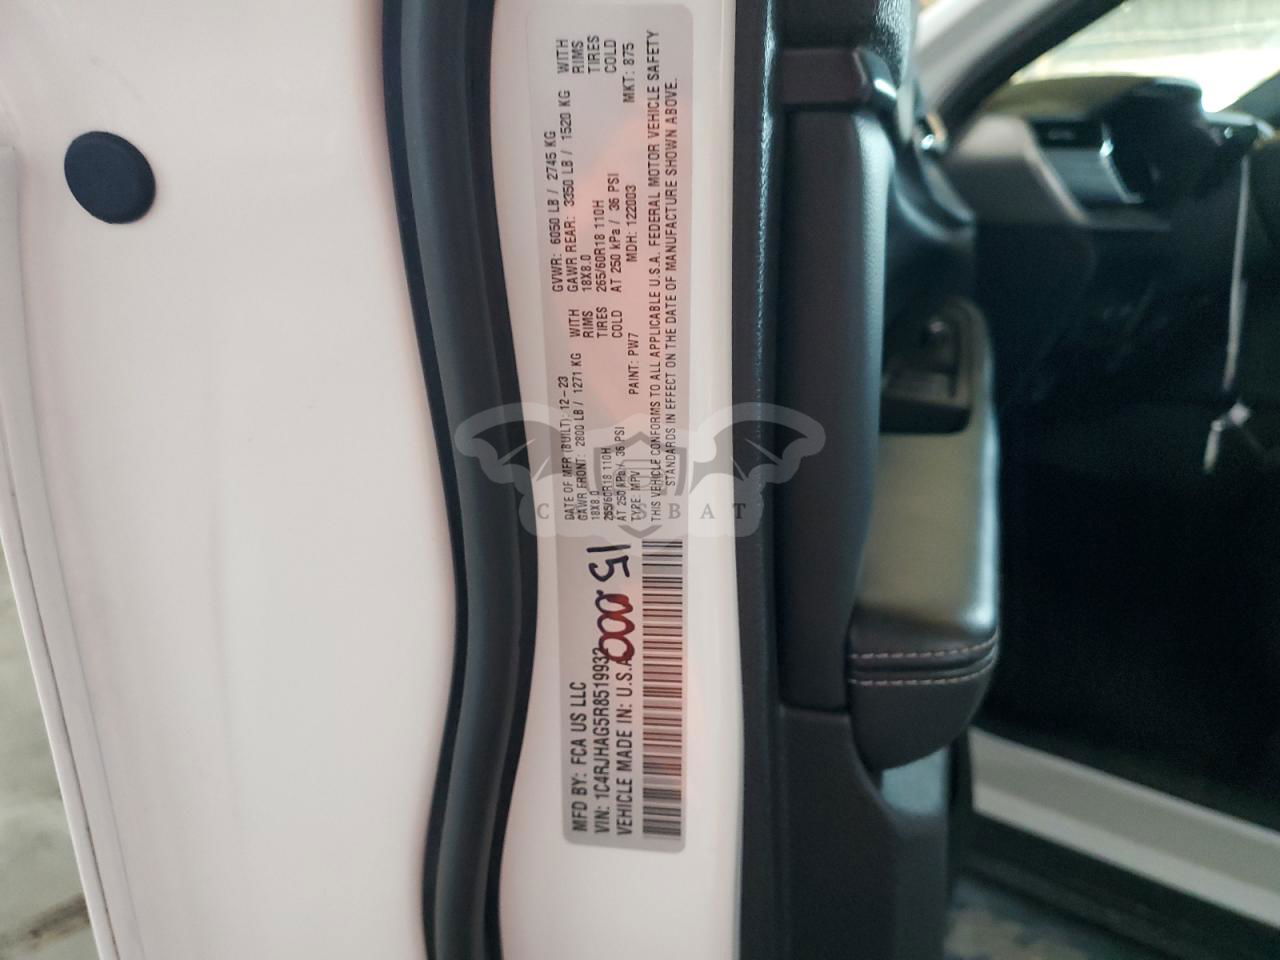 MFD BY: FCA US LLC
VIN: 1C4RJHAG5R8519932
VEHICLE MADE IN: U.S.A
000 15
DATE OF MFR (BUILT): 12-23
GAWR FRONT: 2800 LB / 1271 KG WITH
18X8.0 RIMS
265/60R18 110H TIRES
AT 250 kPa / 36 PSI COLD
TYPE: MPV PAINT: PW7
GVWR: 6050 LB / 2745 KG
GAWR REAR: 3350 LB / 1520 KG WITH
18X8.0 RIMS
265/60R18 110H TIRES
AT 250 kPa / 36 PSI COLD
MDH: 122003 MKT: 875
THIS VEHICLE CONFORMS TO ALL APPLICABLE U.S.A. FEDERAL MOTOR VEHICLE SAFETY
STANDARDS IN EFFECT ON THE DATE OF MANUFACTURE SHOWN ABOVE.